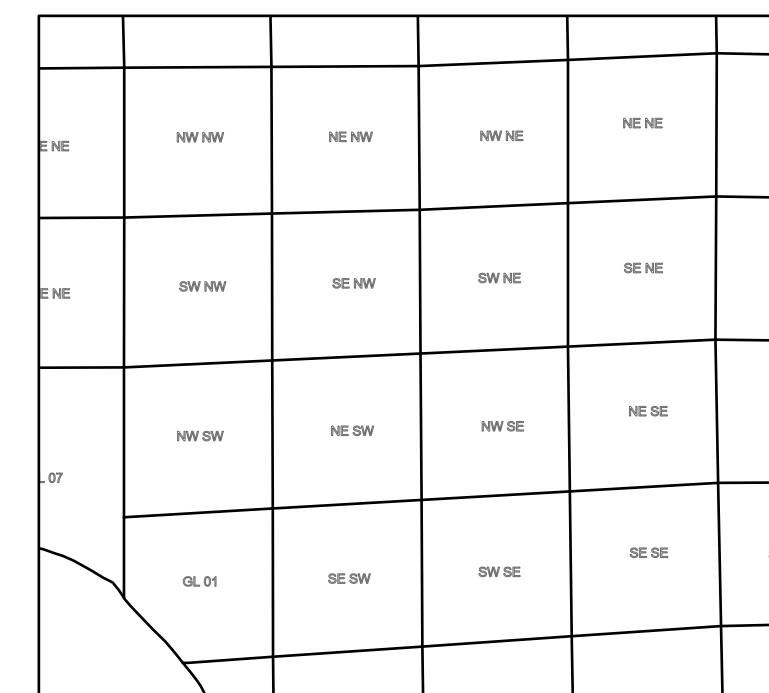 E NE
NW NW
NE NW
NW NE
NE NE
E NE
SW NW
SE NW
SW NE
SE NE
07
NW SW
NE SW
NW SE
NE SE
GL 01
SE SW
SW SE
SE SE